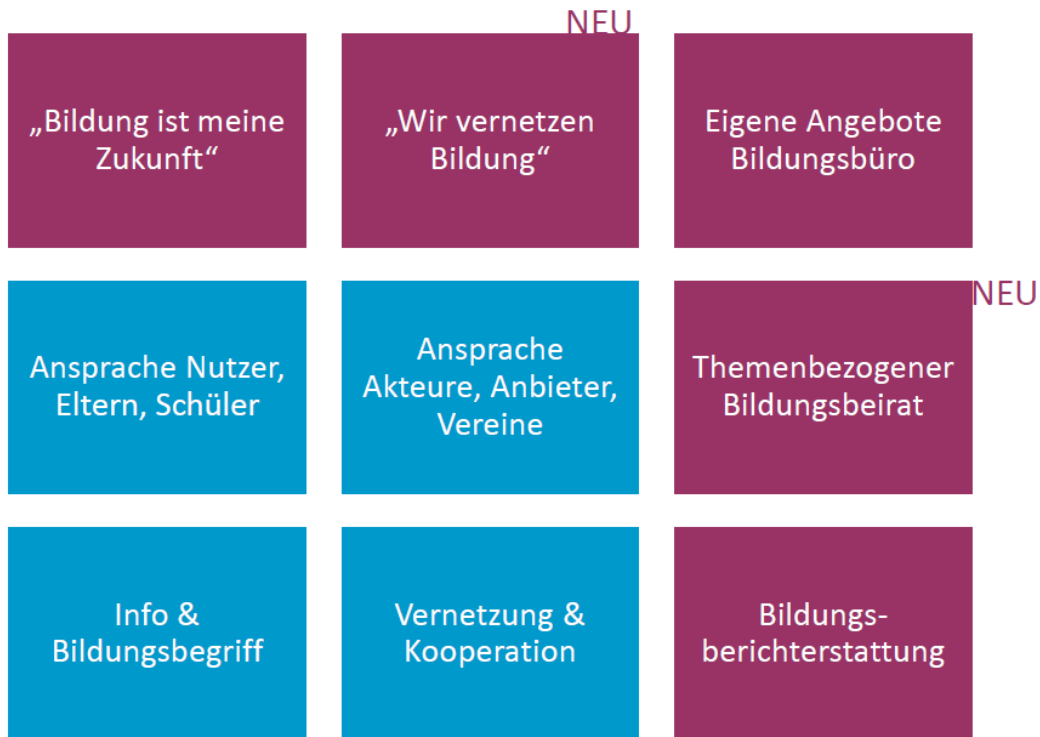 NEU
„Bildung ist meine
Zukunft“
„Wir vernetzen
Bildung“
Eigene Angebote
Bildungsbüro
NEU
Ansprache Nutzer,
Eltern, Schüler
Ansprache
Akteure, Anbieter,
Vereine
Themenbezogener
Bildungsbeirat
Info &
Bildungsbegriff
Vernetzung &
Kooperation
Bildungs-
berichterstattung